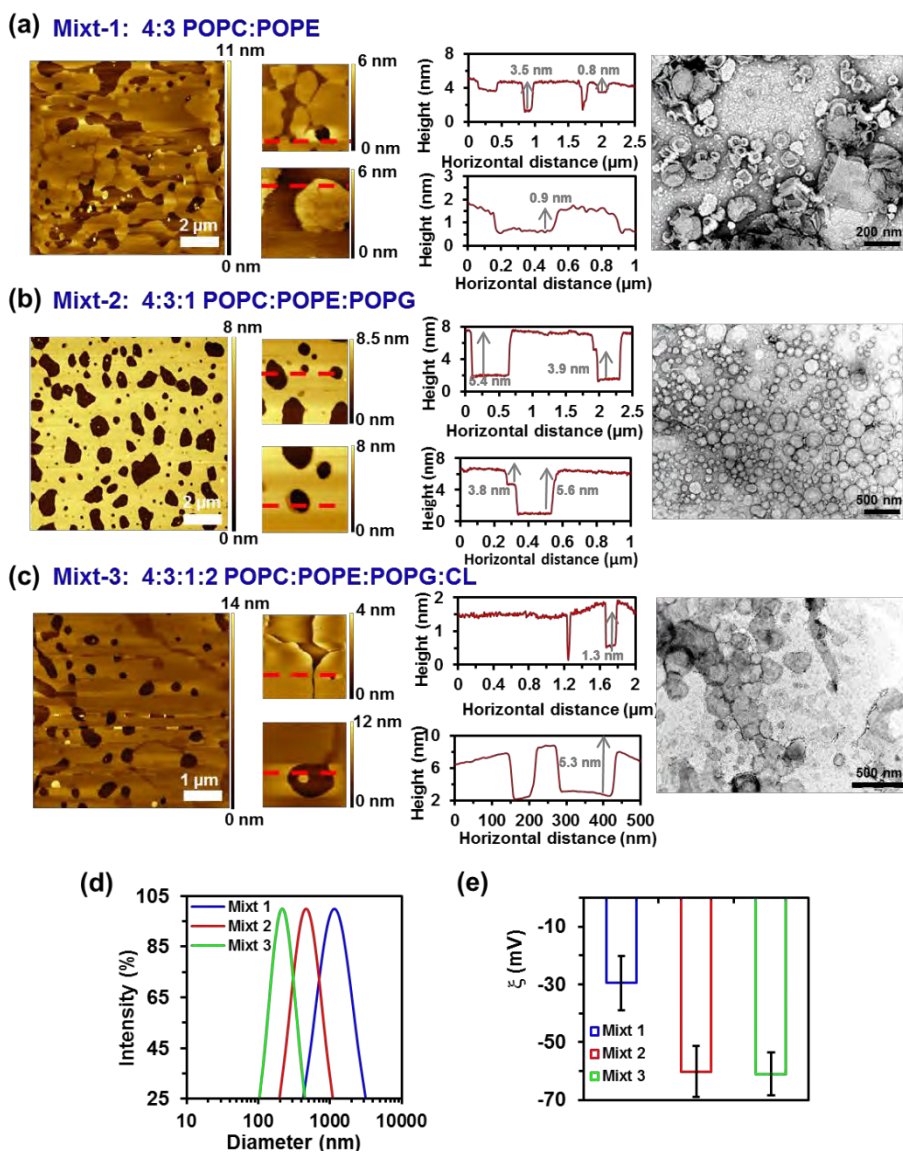 (a) Mixt-1: 4:3 POPC:POPE
11 nm
2 µm
0 nm
6 nm
0 nm
6 nm
0 nm
Height (nm)
8
4
0
3.5 nm
0.8 nm
0 0.5 1 1.5 2 2.5
Horizontal distance (µm)
Height (nm)
3
2
1
0
0.9 nm
0 0.2 0.4 0.6 0.8 1
Horizontal distance (µm)
200 nm
(b) Mixt-2: 4:3:1 POPC:POPE:POPG
8 nm
2 µm
0 nm
8.5 nm
0 nm
8 nm
0 nm
Height (nm)
8
4
0
5.4 nm
3.9 nm
0 0.5 1 1.5 2 2.5
Horizontal distance (µm)
Height (nm)
8
4
0
3.8 nm
5.6 nm
0 0.2 0.4 0.6 0.8 1
Horizontal distance (µm)
500 nm
(c) Mixt-3: 4:3:1:2 POPC:POPE:POPG:CL
14 nm
1 µm
0 nm
4 nm
0 nm
12 nm
0 nm
Height (nm)
2
1
0
1.3 nm
0 0.4 0.8 1.2 1.6 2
Horizontal distance (µm)
Height (nm)
10
6
2
5.3 nm
0 100 200 300 400 500
Horizontal distance (nm)
500 nm
(d)
Intensity (%)
105
85
65
45
25
Mixt 1
Mixt 2
Mixt 3
10 100 1000 10000
Diameter (nm)
(e)
ξ (mV)
-10
-30
-50
-70
Mixt 1
Mixt 2
Mixt 3